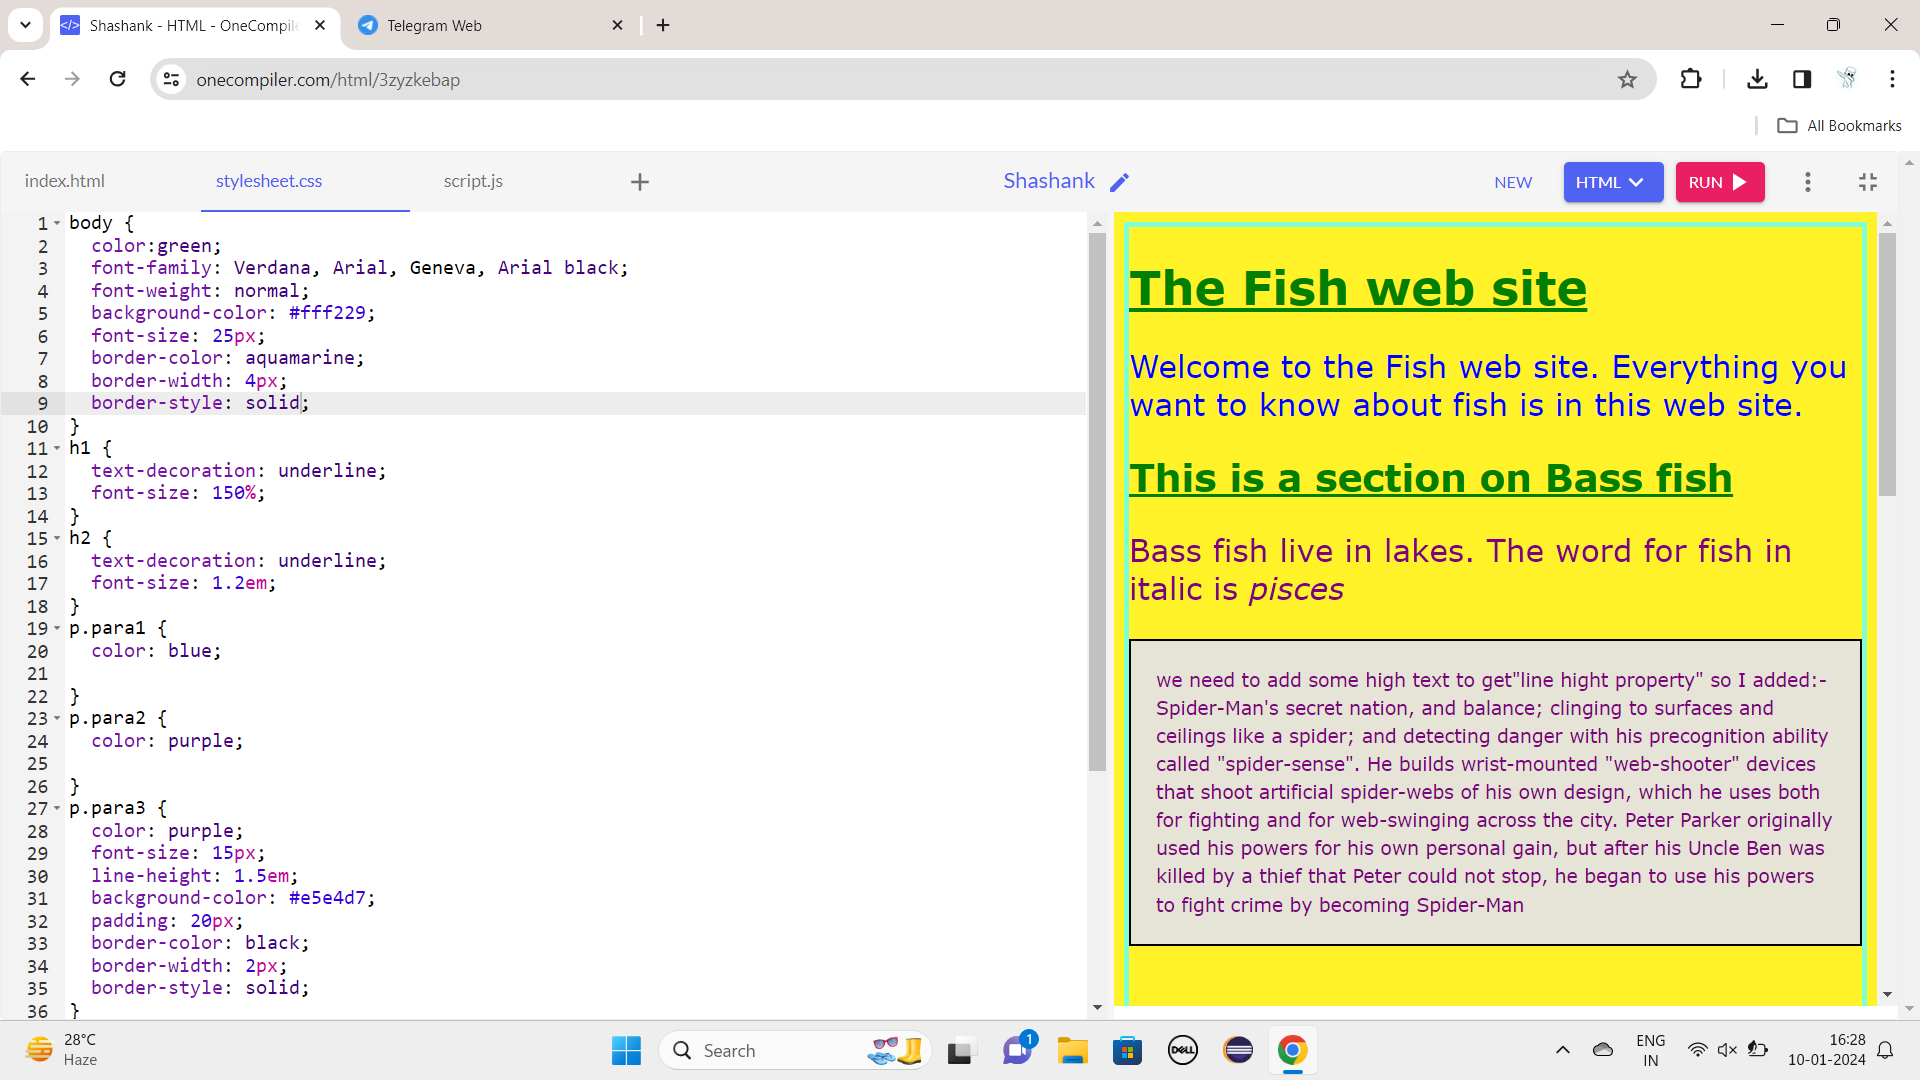 Shashank - HTML - OneCompile
Telegram Web
onecompiler.com/html/3zyzkebap
All Bookmarks
index.html
stylesheet.css
script.js
Shashank
NEW
HTML
RUN
1 body {
2   color:green;
3   font-family: Verdana, Arial, Geneva, Arial black;
4   font-weight: normal;
5   background-color: #fff229;
6   font-size: 25px;
7   border-color: aquamarine;
8   border-width: 4px;
9   border-style: solid;
10 }
11 h1 {
12   text-decoration: underline;
13   font-size: 150%;
14 }
15 h2 {
16   text-decoration: underline;
17   font-size: 1.2em;
18 }
19 p.para1 {
20   color: blue;
21
22 }
23 p.para2 {
24   color: purple;
25
26 }
27 p.para3 {
28   color: purple;
29   font-size: 15px;
30   line-height: 1.5em;
31   background-color: #e5e4d7;
32   padding: 20px;
33   border-color: black;
34   border-width: 2px;
35   border-style: solid;
36 }
The Fish web site
Welcome to the Fish web site. Everything you
want to know about fish is in this web site.
This is a section on Bass fish
Bass fish live in lakes. The word for fish in
italic is pisces
we need to add some high text to get"line hight property" so I added:-
Spider-Man's secret nation, and balance; clinging to surfaces and
ceilings like a spider; and detecting danger with his precognition ability
called "spider-sense". He builds wrist-mounted "web-shooter" devices
that shoot artificial spider-webs of his own design, which he uses both
for fighting and for web-swinging across the city. Peter Parker originally
used his powers for his own personal gain, but after his Uncle Ben was
killed by a thief that Peter could not stop, he began to use his powers
to fight crime by becoming Spider-Man
28°C
Haze
Search
1
DELL
ENG
IN
16:28
10-01-2024